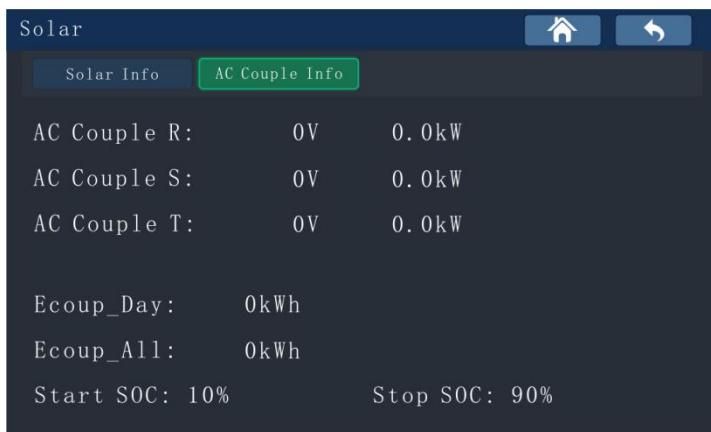 Solar
Solar Info AC Couple Info
AC Couple R: 0V 0.0kW
AC Couple S: 0V 0.0kW
AC Couple T: 0V 0.0kW
Ecoup_Day: 0kWh
Ecoup_All: 0kWh
Start SOC: 10% Stop SOC: 90%